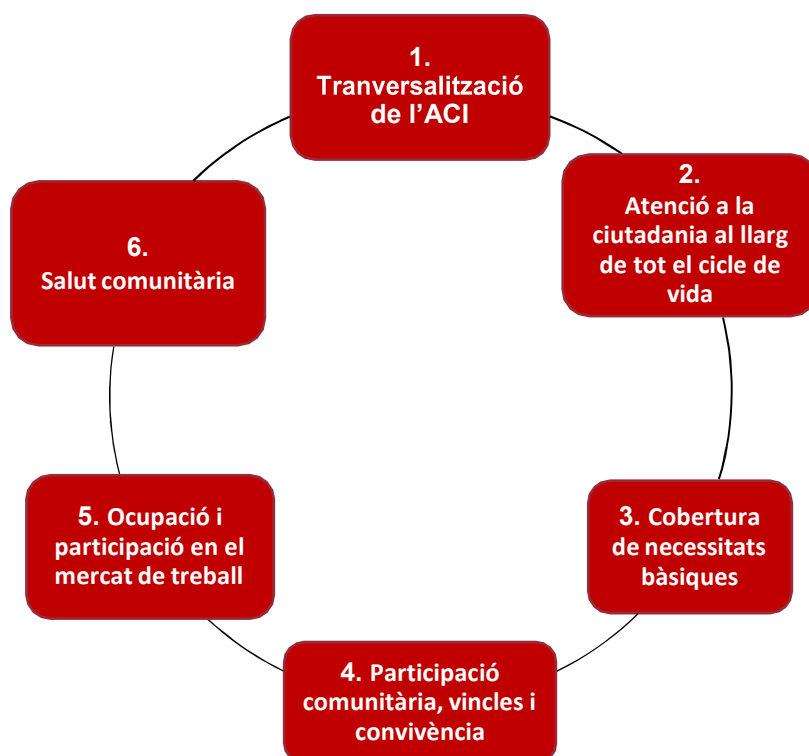 1.
Tranversalització
de l'ACI
2.
Atenció a la
ciutadania al llarg
de tot el cicle de
vida
3. Cobertura
de necessitats
bàsiques
4. Participació
comunitària, vincles i
convivència
5. Ocupació i
participació en el
mercat de treball
6.
Salut comunitària